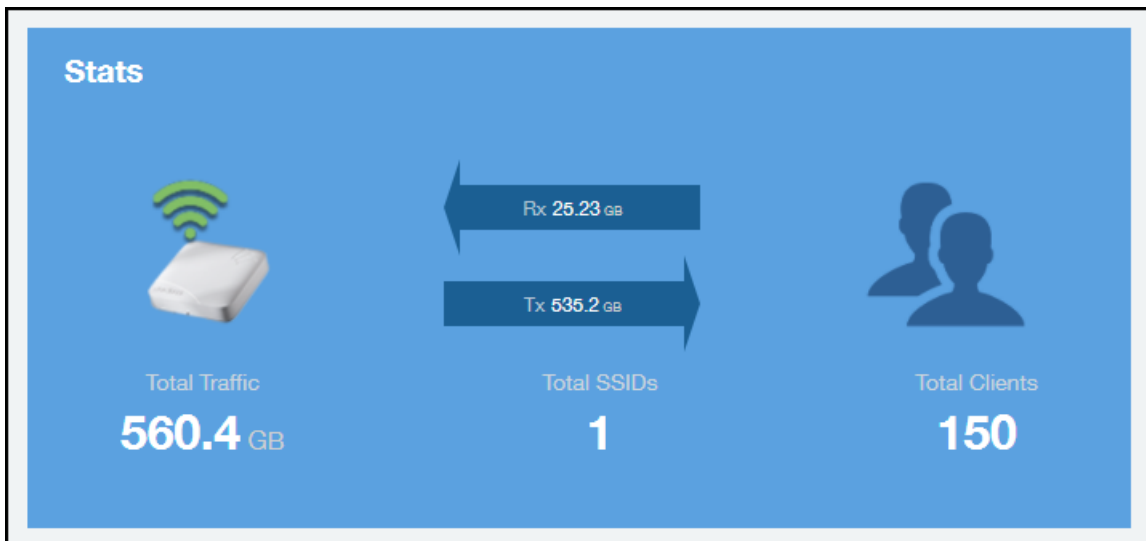 Stats
Rx 25.23 GB
Tx 535.2 GB
Total Traffic
560.4 GB
Total SSIDs
1
Total Clients
150